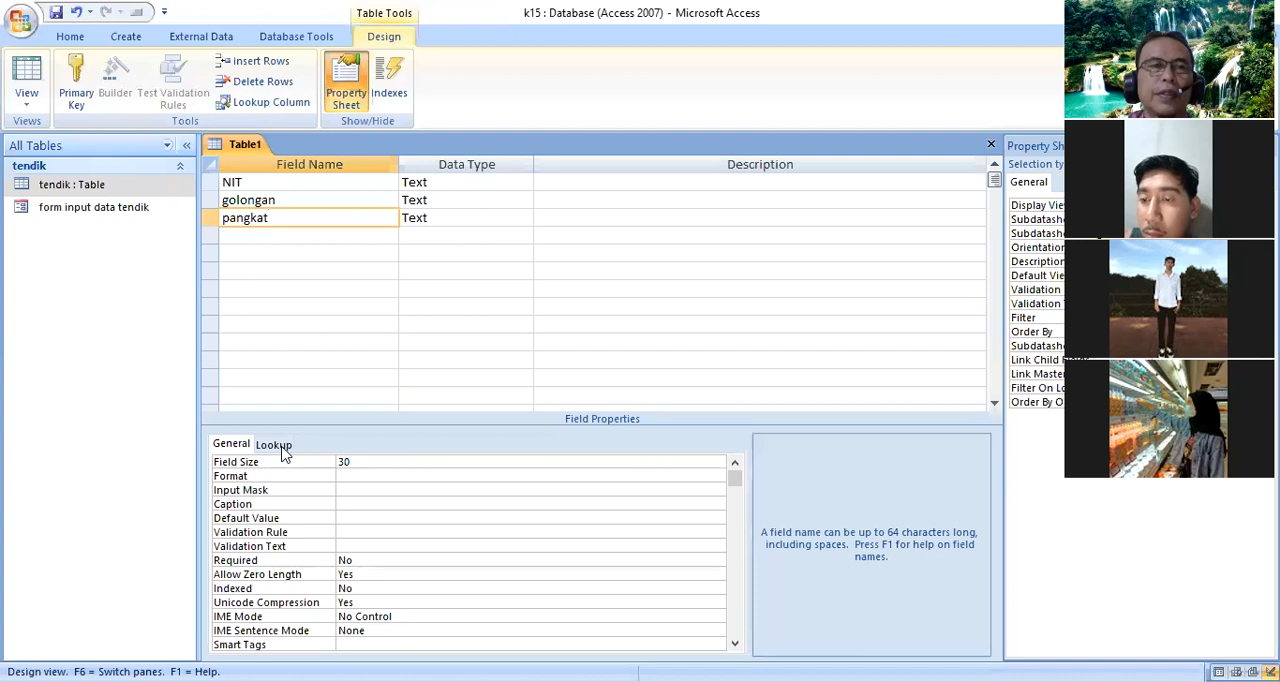 Table Tools
k15 : Database (Access 2007) - Microsoft Access
Home
Create
External Data
Database Tools
Design
View
Primary Key
Builder
Test Validation Rules
Insert Rows
Delete Rows
Lookup Column
Property Sheet
Indexes
Views
Tools
Show/Hide
All Tables
tendik
tendik : Table
form input data tendik
Table1
Field Name
Data Type
Description
NIT
Text
golongan
Text
pangkat
Text
Field Properties
General
Lookup
Field Size
30
Format
Input Mask
Caption
Default Value
Validation Rule
Validation Text
Required
No
Allow Zero Length
Yes
Indexed
No
Unicode Compression
Yes
IME Mode
No Control
IME Sentence Mode
None
Smart Tags
A field name can be up to 64 characters long,
including spaces. Press F1 for help on field
names.
Property Sh
Selection ty
General
Display Vie
Subdatash
Subdatash
Orientation
Description
Default Vie
Validation
Validation
Filter
Order By
Subdatash
Link Child Fields
Link Master
Filter On Lo
Order By O
Design view. F6 = Switch panes. F1 = Help.